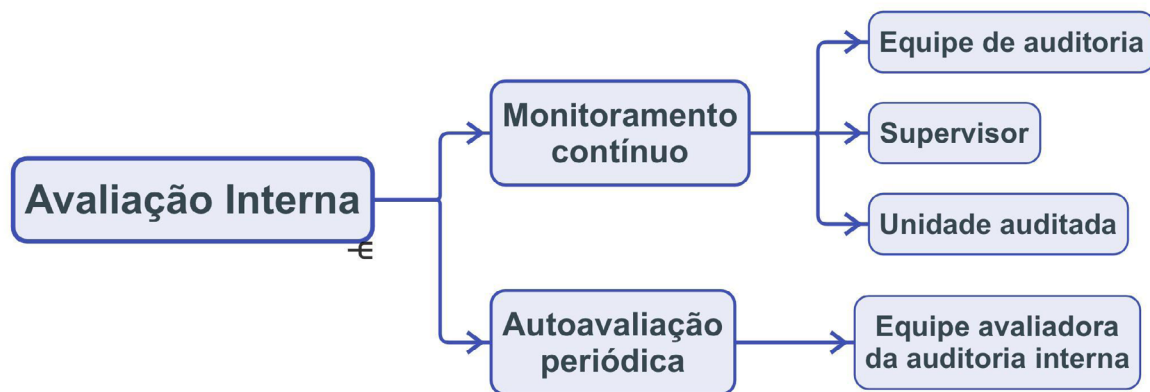 Avaliação Interna
Monitoramento
contínuo
Equipe de auditoria
Supervisor
Unidade auditada
Autoavaliação
periódica
Equipe avaliadora
da auditoria interna